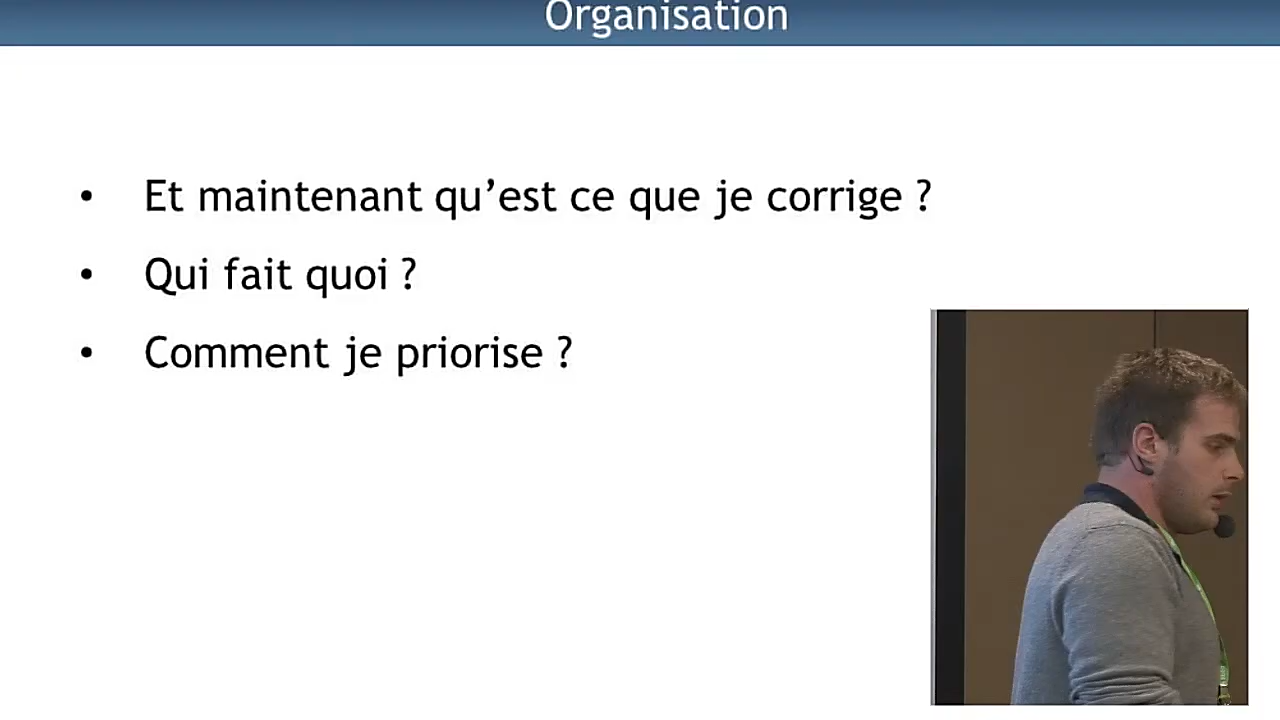 Organisation
• Et maintenant qu’est ce que je corrige ?
• Qui fait quoi ?
• Comment je priorise ?